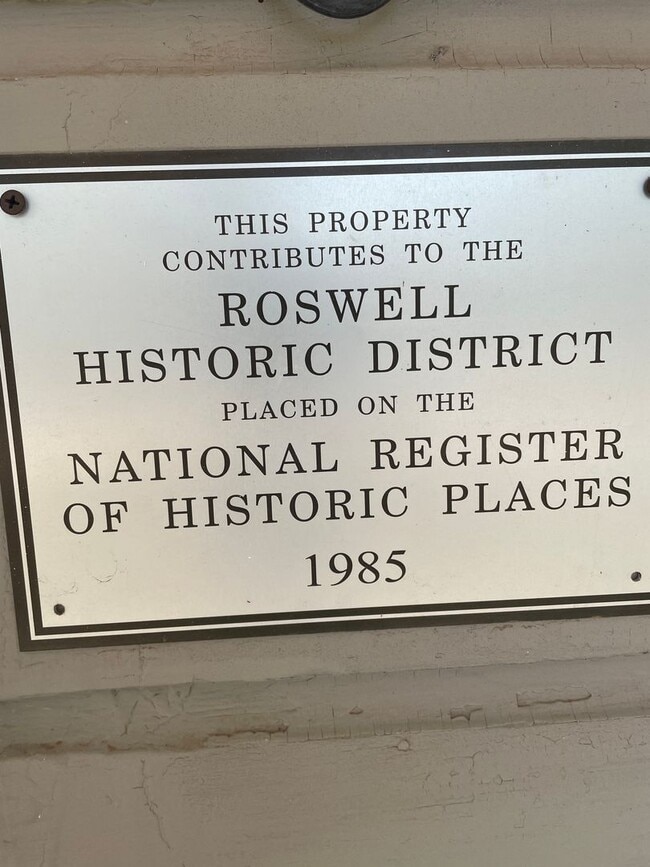 THIS PROPERTY
CONTRIBUTES TO THE
ROSWELL
HISTORIC DISTRICT
PLACED ON THE
NATIONAL REGISTER
OF HISTORIC PLACES
1985